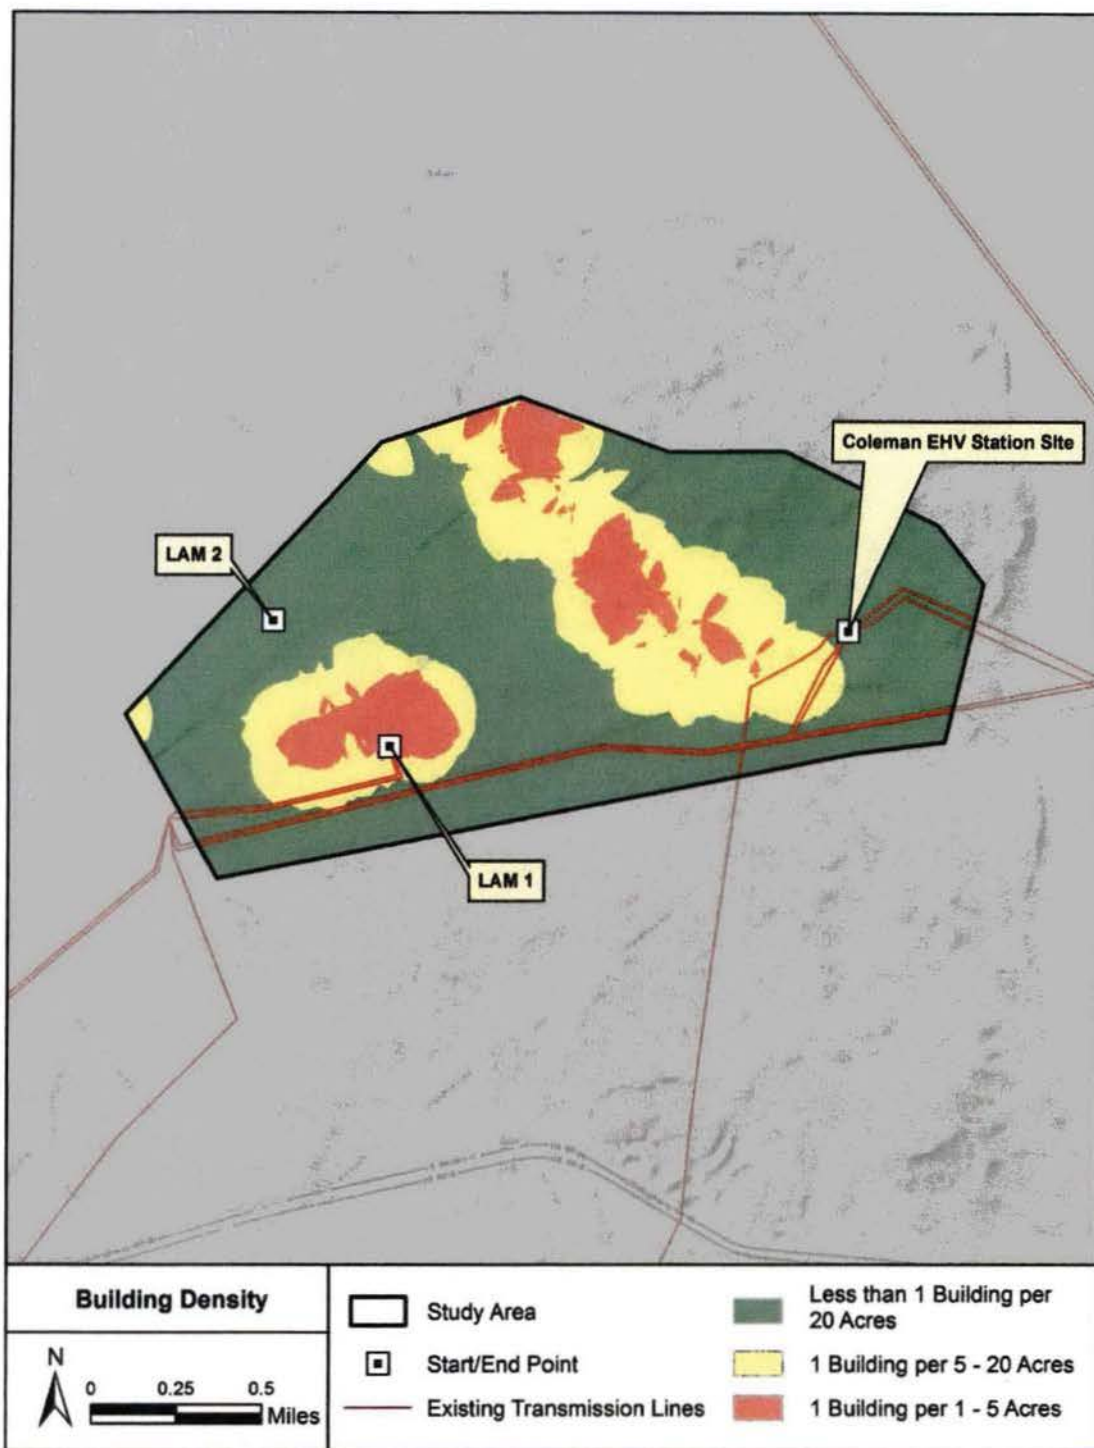 Coleman EHV Station Site
LAM 2
LAM 1
Building Density
N
0 0.25 0.5
Miles
Study Area
Start/End Point
Existing Transmission Lines
Less than 1 Building per
20 Acres
1 Building per 5 - 20 Acres
1 Building per 1 - 5 Acres